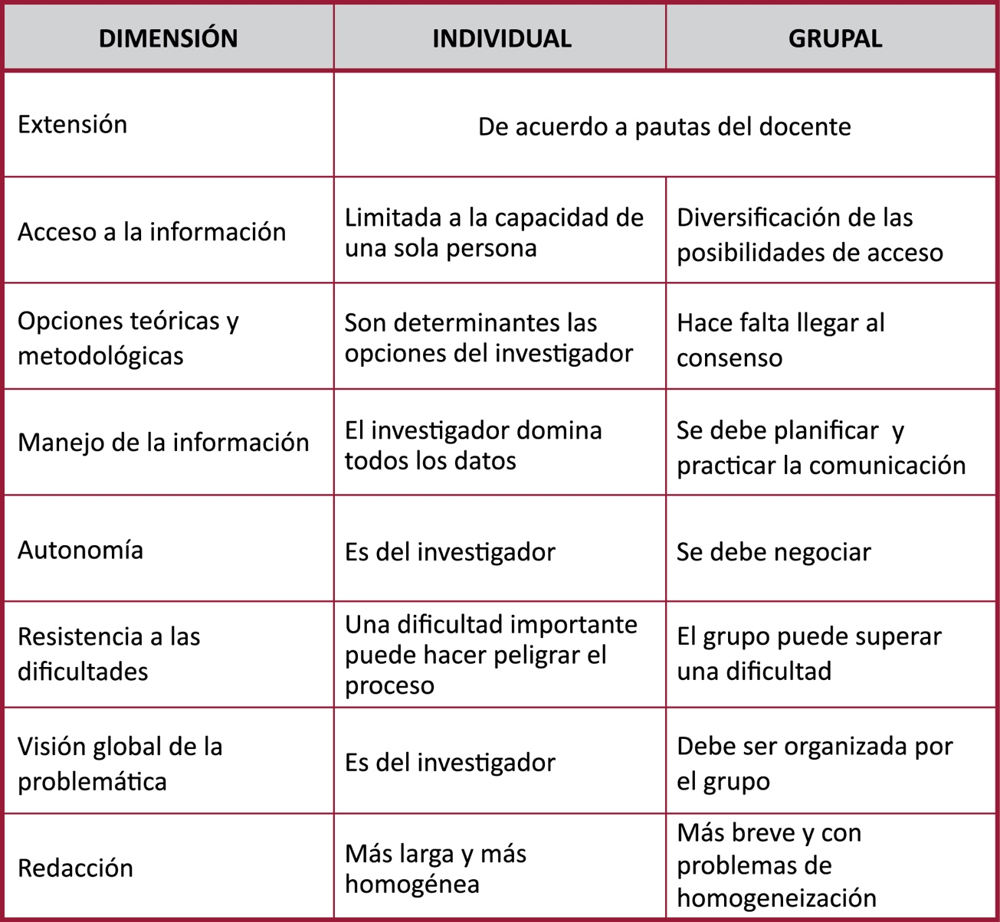 DIMENSIÓN
INDIVIDUAL
GRUPAL
Extensión
De acuerdo a pautas del docente
Acceso a la información
Limitada a la capacidad de
una sola persona
Diversificación de las
posibilidades de acceso
Opciones teóricas y
metodológicas
Son determinantes las
opciones del investigador
Hace falta llegar al
consenso
Manejo de la información
El investigador domina
todos los datos
Se debe planificar y
practicar la comunicación
Autonomía
Es del investigador
Se debe negociar
Resistencia a las
dificultades
Una dificultad importante
puede hacer peligrar el
proceso
El grupo puede superar
una dificultad
Visión global de la
problemática
Es del investigador
Debe ser organizada por
el grupo
Redacción
Más larga y más
homogénea
Más breve y con
problemas de
homogeneización